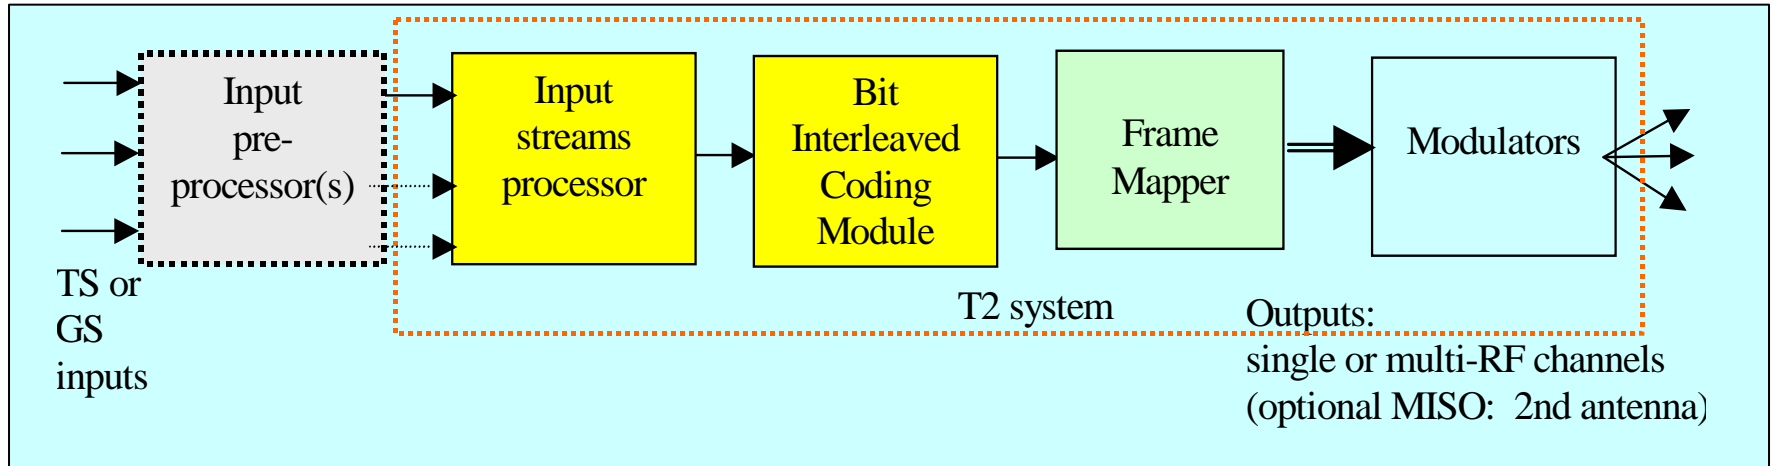 Input
pre-
processor(s)
Input
streams
processor
Bit
Interleaved
Coding
Module
Frame
Mapper
Modulators
TS or
GS
inputs
T2 system
Outputs:
single or multi-RF channels
(optional MISO: 2nd antenna)